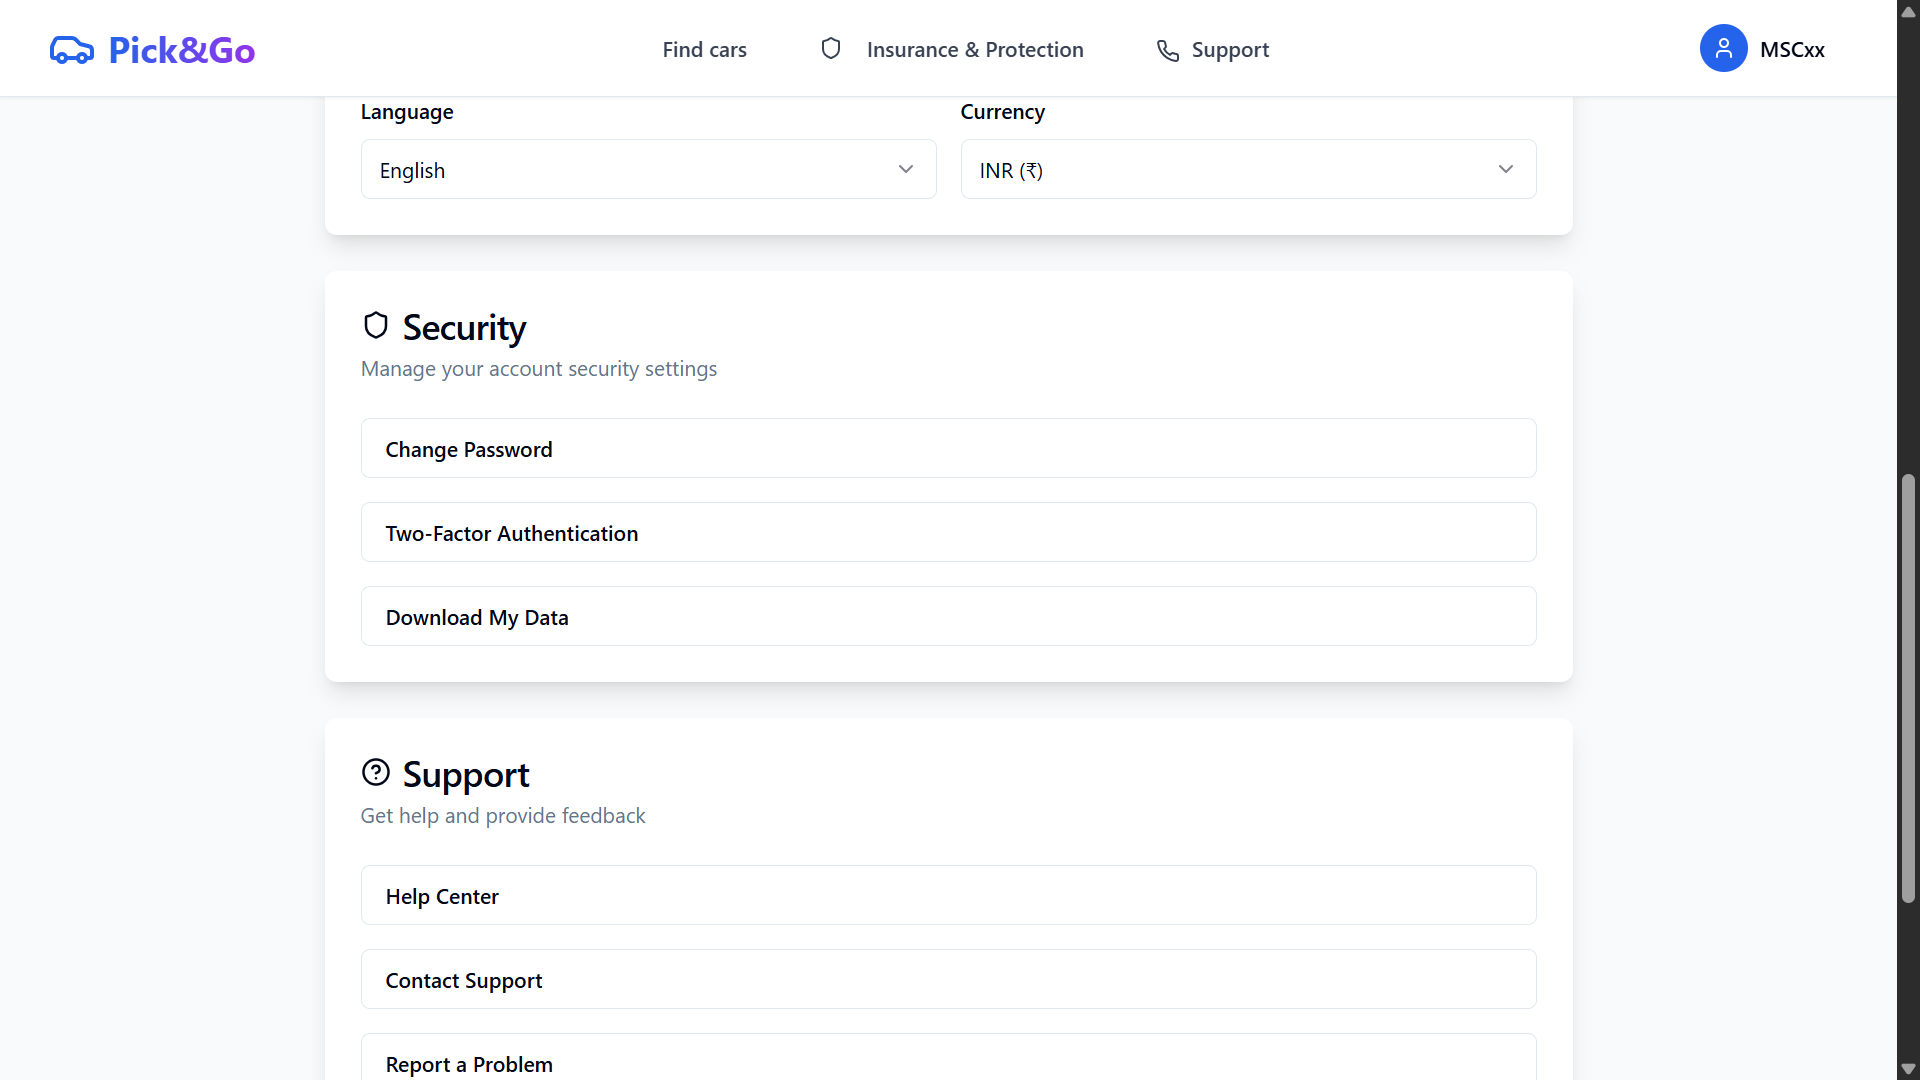 Pick&Go
Find cars
Insurance & Protection
Support
MSCxx
Language
Currency
English
INR (₹)
Security
Manage your account security settings
Change Password
Two-Factor Authentication
Download My Data
Support
Get help and provide feedback
Help Center
Contact Support
Report a Problem